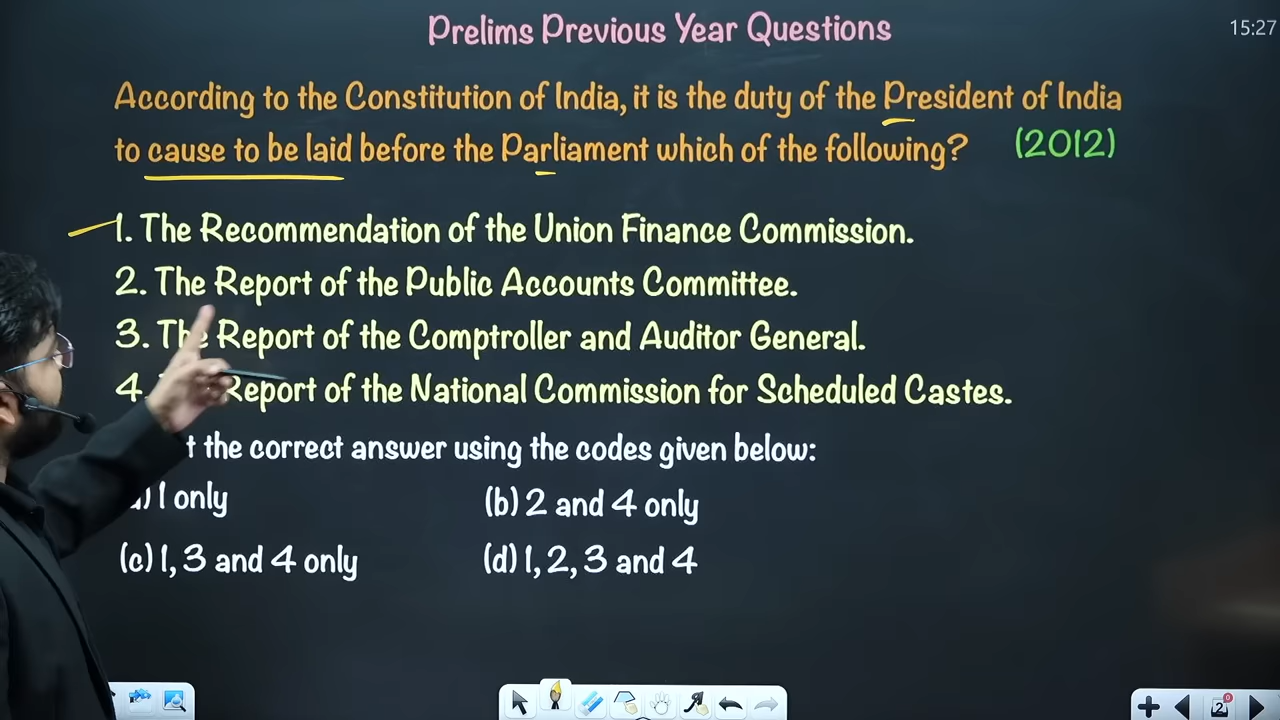 Prelims Previous Year Questions
15:27
According to the Constitution of India, it is the duty of the President of India
to cause to be laid before the Parliament which of the following? (2012)
1. The Recommendation of the Union Finance Commission.
2. The Report of the Public Accounts Committee.
3. The Report of the Comptroller and Auditor General.
4. Report of the National Commission for Scheduled Castes.
the correct answer using the codes given below:
(a) 1 only (b) 2 and 4 only
(c) 1, 3 and 4 only (d) 1, 2, 3 and 4
2
0